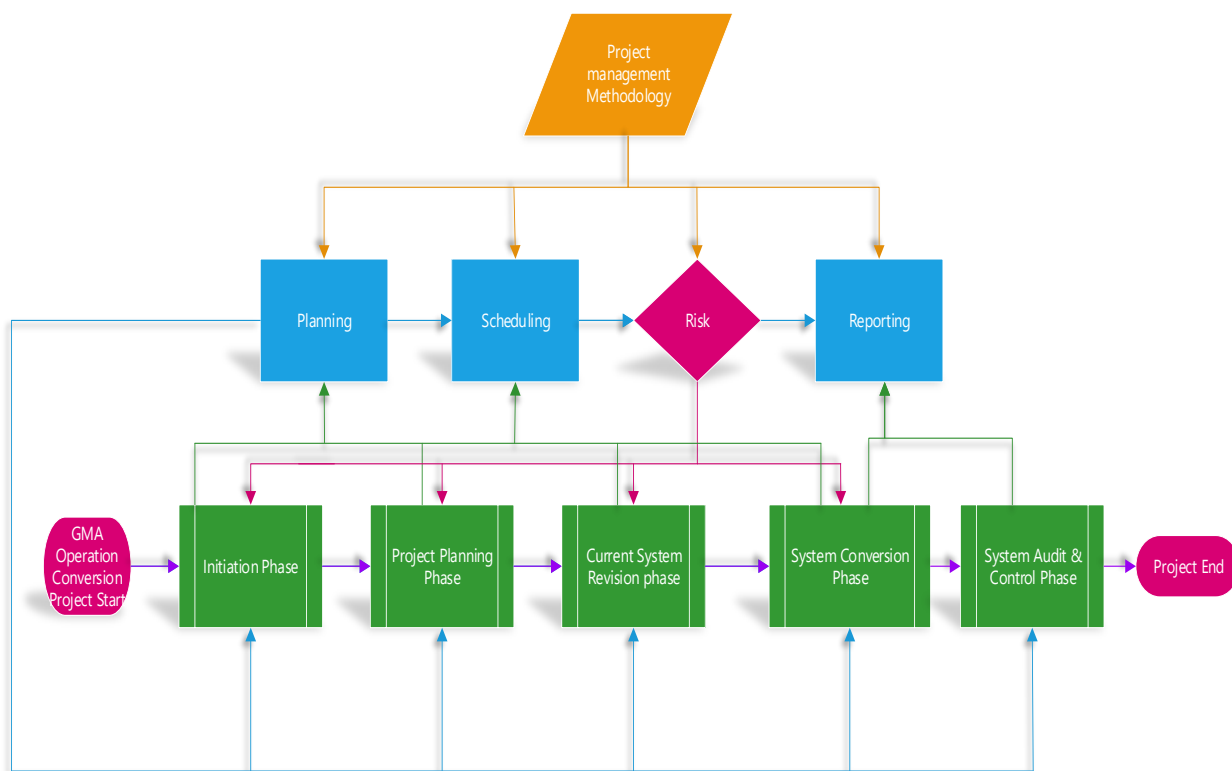 Project
management
Methodology
Planning
Scheduling
Risk
Reporting
GMA
Operation
Conversion
Project Start
Initiation Phase
Project Planning
Phase
Current System
Revision phase
System Conversion
Phase
System Audit &
Control Phase
Project End